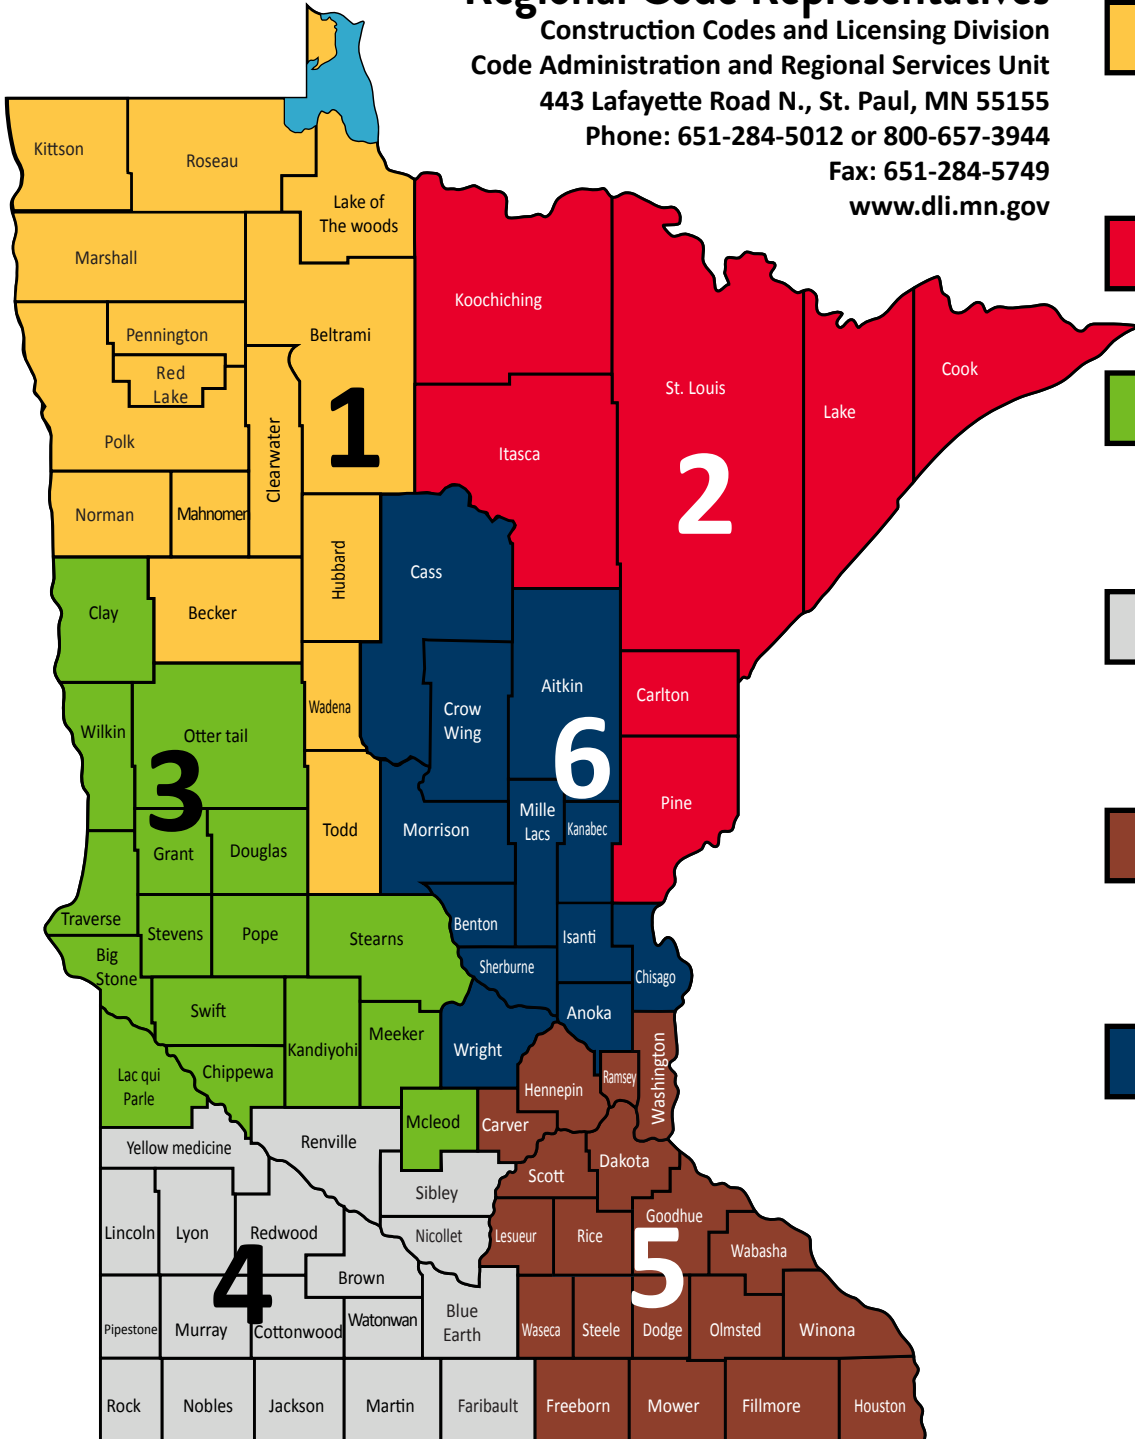 Regional Code Representatives
Construction Codes and Licensing Division
Code Administration and Regional Services Unit
443 Lafayette Road N., St. Paul, MN 55155
Phone: 651-284-5012 or 800-657-3944
Fax: 651-284-5749
www.dli.mn.gov
Kittson
Roseau
Lake of
The woods
Marshall
Koochiching
Pennington
Beltrami
Red
Lake
Cook
St. Louis
Lake
1
Polk
Clearwater
Itasca
2
Norman
Mahnomen
Hubbard
Cass
Clay
Becker
Aitkin
Carlton
Wadena
Crow
Wing
Wilkin
Otter tail
6
3
Pine
Mille
Lacs
Kanabec
Todd
Morrison
Grant
Douglas
Traverse
Stevens
Pope
Stearns
Benton
Isanti
Big
Stone
Sherburne
Chisago
Swift
Anoka
Meeker
Kandiyohi
Wright
Washington
Chippewa
Lac qui
Parle
Ramsey
Hennepin
Mcleod
Carver
Yellow medicine
Renville
Dakota
Scott
Sibley
Goodhue
Lincoln
Lyon
Redwood
Nicollet
Lesueur
Rice
5
Wabasha
4
Brown
Blue
Earth
Watonwan
Pipestone
Murray
Cottonwood
Waseca
Steele
Dodge
Olmsted
Winona
Rock
Nobles
Jackson
Martin
Faribault
Freeborn
Mower
Fillmore
Houston